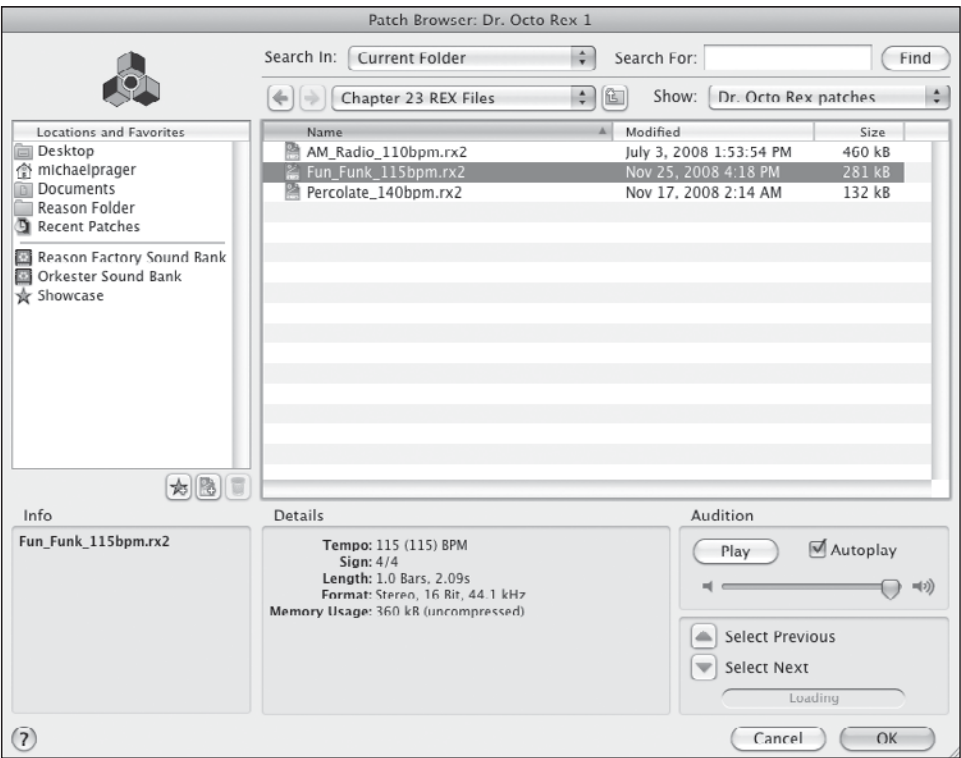 Patch Browser: Dr. Octo Rex 1
Search In: Current Folder Search For: Find
Chapter 23 REX Files Show: Dr. Octo Rex patches
Locations and Favorites
Desktop
michaelprager
Documents
Reason Folder
Recent Patches
Reason Factory Sound Bank
Orkester Sound Bank
Showcase
Name Modified Size
AM_Radio_110bpm.rx2 July 3, 2008 1:53:54 PM 460 kB
Fun_Funk_115bpm.rx2 Nov 25, 2008 4:18 PM 281 kB
Percolate_140bpm.rx2 Nov 17, 2008 2:14 AM 132 kB
Info
Fun_Funk_115bpm.rx2
Details
Tempo: 115 (115) BPM
Sign: 4/4
Length: 1.0 Bars, 2.09s
Format: Stereo, 16 Bit, 44.1 kHz
Memory Usage: 360 kB (uncompressed)
Audition
Play Autoplay
Select Previous
Select Next
Loading
? Cancel OK